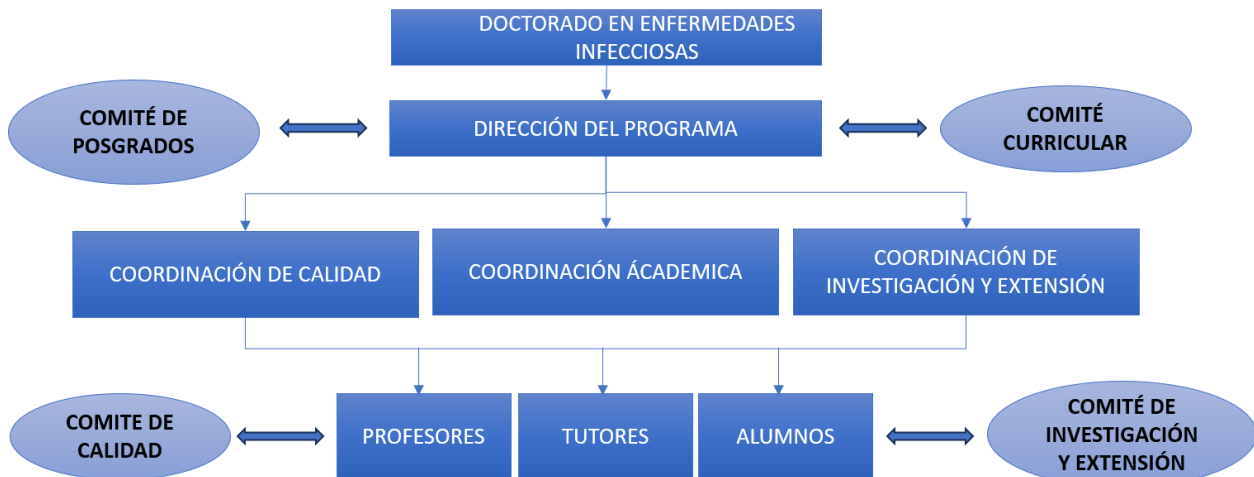 DOCTORADO EN ENFERMEDADES
INFECCIOSAS
COMITÉ DE
POSGRADOS
DIRECCIÓN DEL PROGRAMA
COMITÉ
CURRICULAR
COORDINACIÓN DE CALIDAD
COORDINACIÓN ÁCADEMICA
COORDINACIÓN DE
INVESTIGACIÓN Y EXTENSIÓN
COMITE DE
CALIDAD
PROFESORES
TUTORES
ALUMNOS
COMITÉ DE
INVESTIGACIÓN
Y EXTENSIÓN